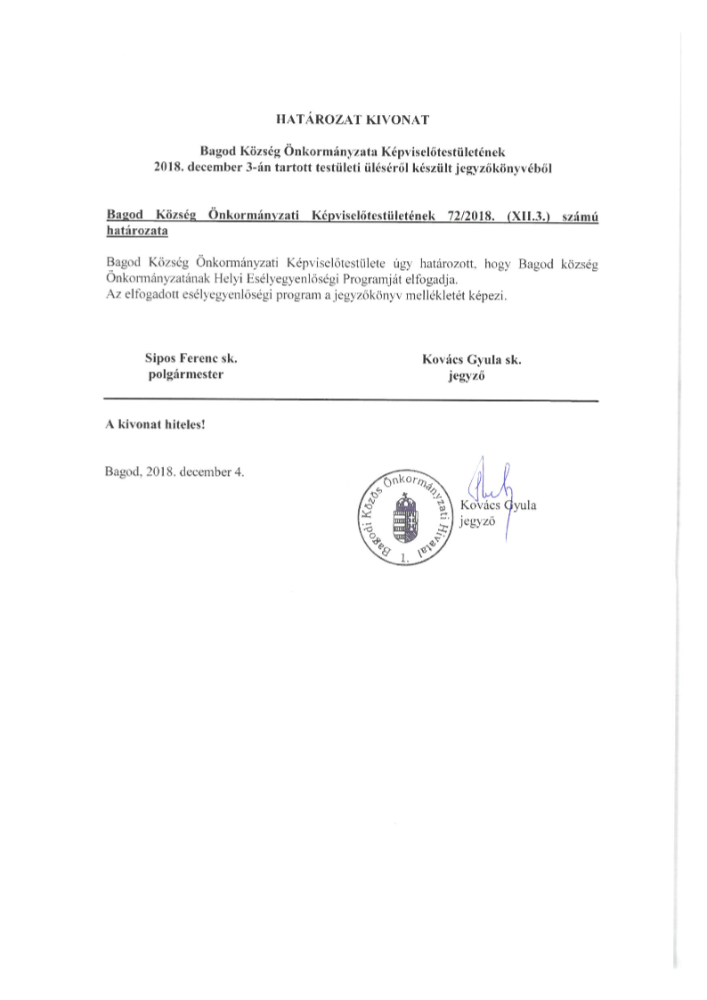 HATÁROZAT KIVONAT
Bagod Község Önkormányzata Képviselőtestületének
2018. december 3-án tartott testületi üléséről készült jegyzőkönyvéből
Bagod Község Önkormányzati Képviselőtestületének 72/2018. (XII.3.) számú
határozata
Bagod Község Önkormányzati Képviselőtestülete úgy határozott, hogy Bagod község
Önkormányzatának Helyi Esélyegyenlőségi Programját elfogadja.
Az elfogadott esélyegyenlőségi program a jegyzőkönyv mellékletét képezi.
Sipos Ferenc sk.
polgármester
Kovács Gyula sk.
jegyző
A kivonat hiteles!
Bagod, 2018. december 4.
Bagodi Közös Önkormányzati Hivatal
1.
Kovács Gyula
jegyző